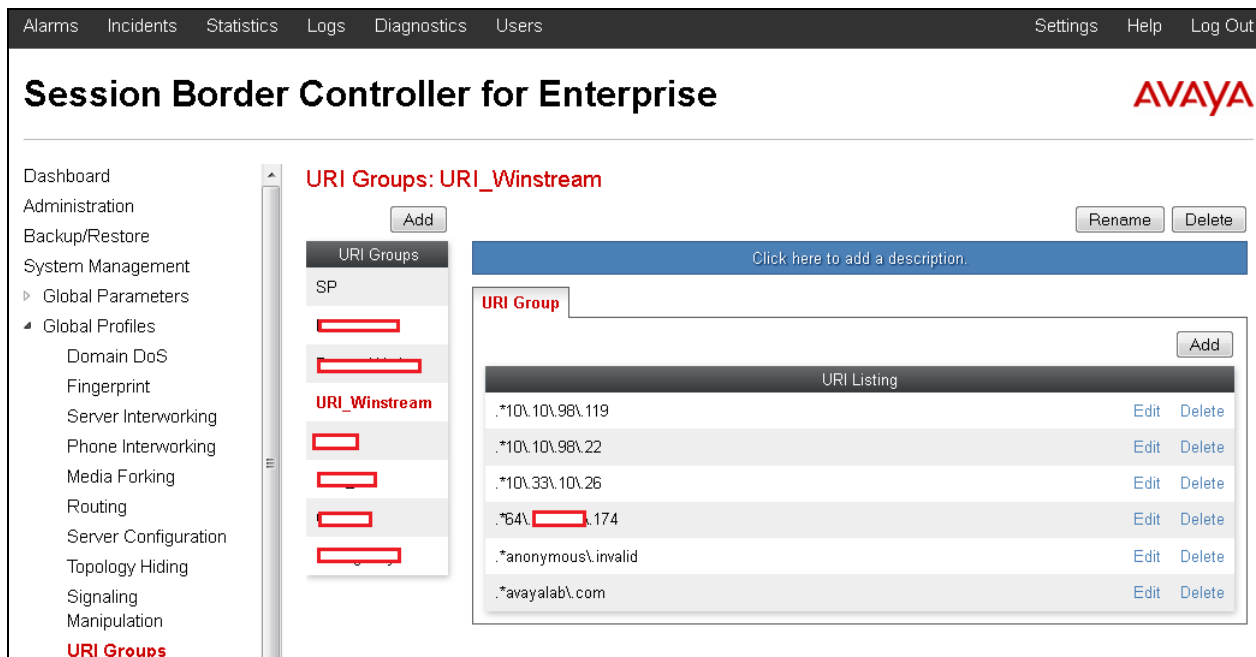 Alarms Incidents Statistics Logs Diagnostics Users Settings Help Log Out
Session Border Controller for Enterprise
AVAYA
Dashboard
Administration
Backup/Restore
System Management
Global Parameters
Global Profiles
Domain DoS
Fingerprint
Server Interworking
Phone Interworking
Media Forking
Routing
Server Configuration
Topology Hiding
Signaling
Manipulation
URI Groups
URI Groups: URI_Winstream
Add
Rename Delete
URI Groups
SP
URI_Winstream
Click here to add a description.
URI Group
Add
URI Listing
.*10\.10\.98\.119 Edit Delete
.*10\.10\.98\.22 Edit Delete
.*10\.33\.10\.26 Edit Delete
.*64\. \.174 Edit Delete
.*anonymous\.invalid Edit Delete
.*avayalab\.com Edit Delete